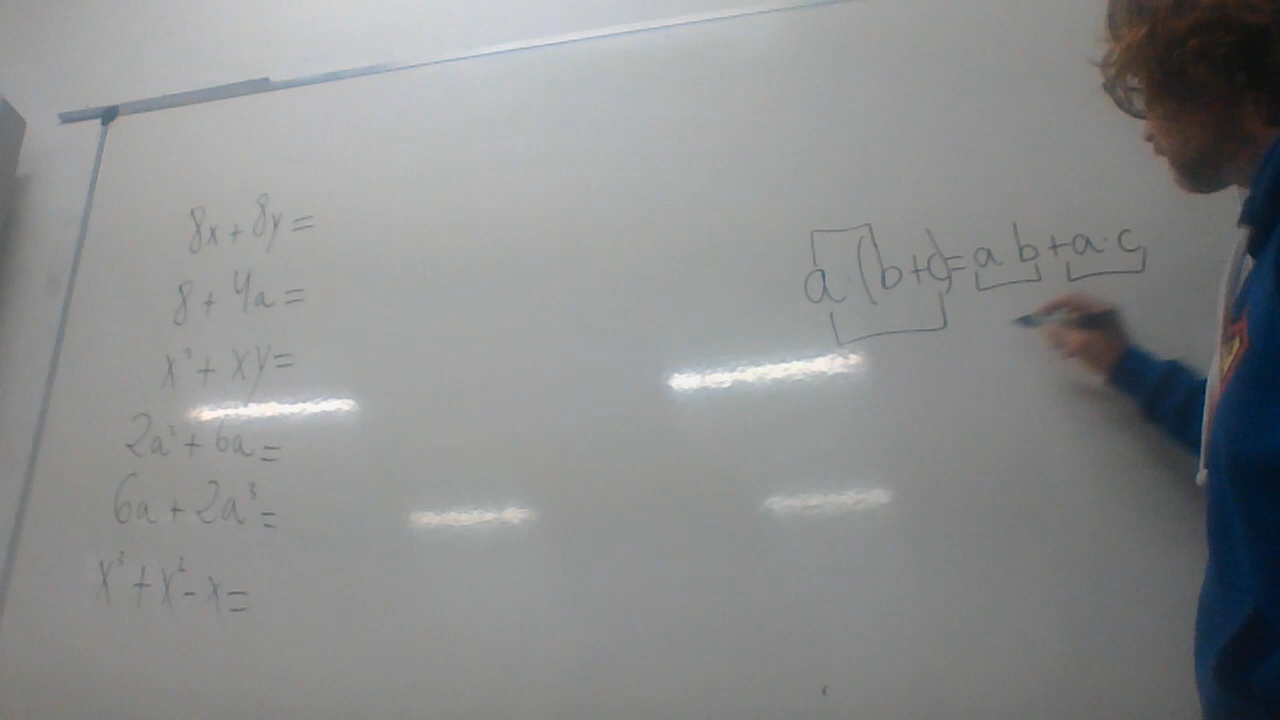 8x + 8y =
8 + 4a =
x² + xy =
2a² + 6a =
6a + 2a³ =
x³ + x² - x =
a·(b+c) = a b + a·c